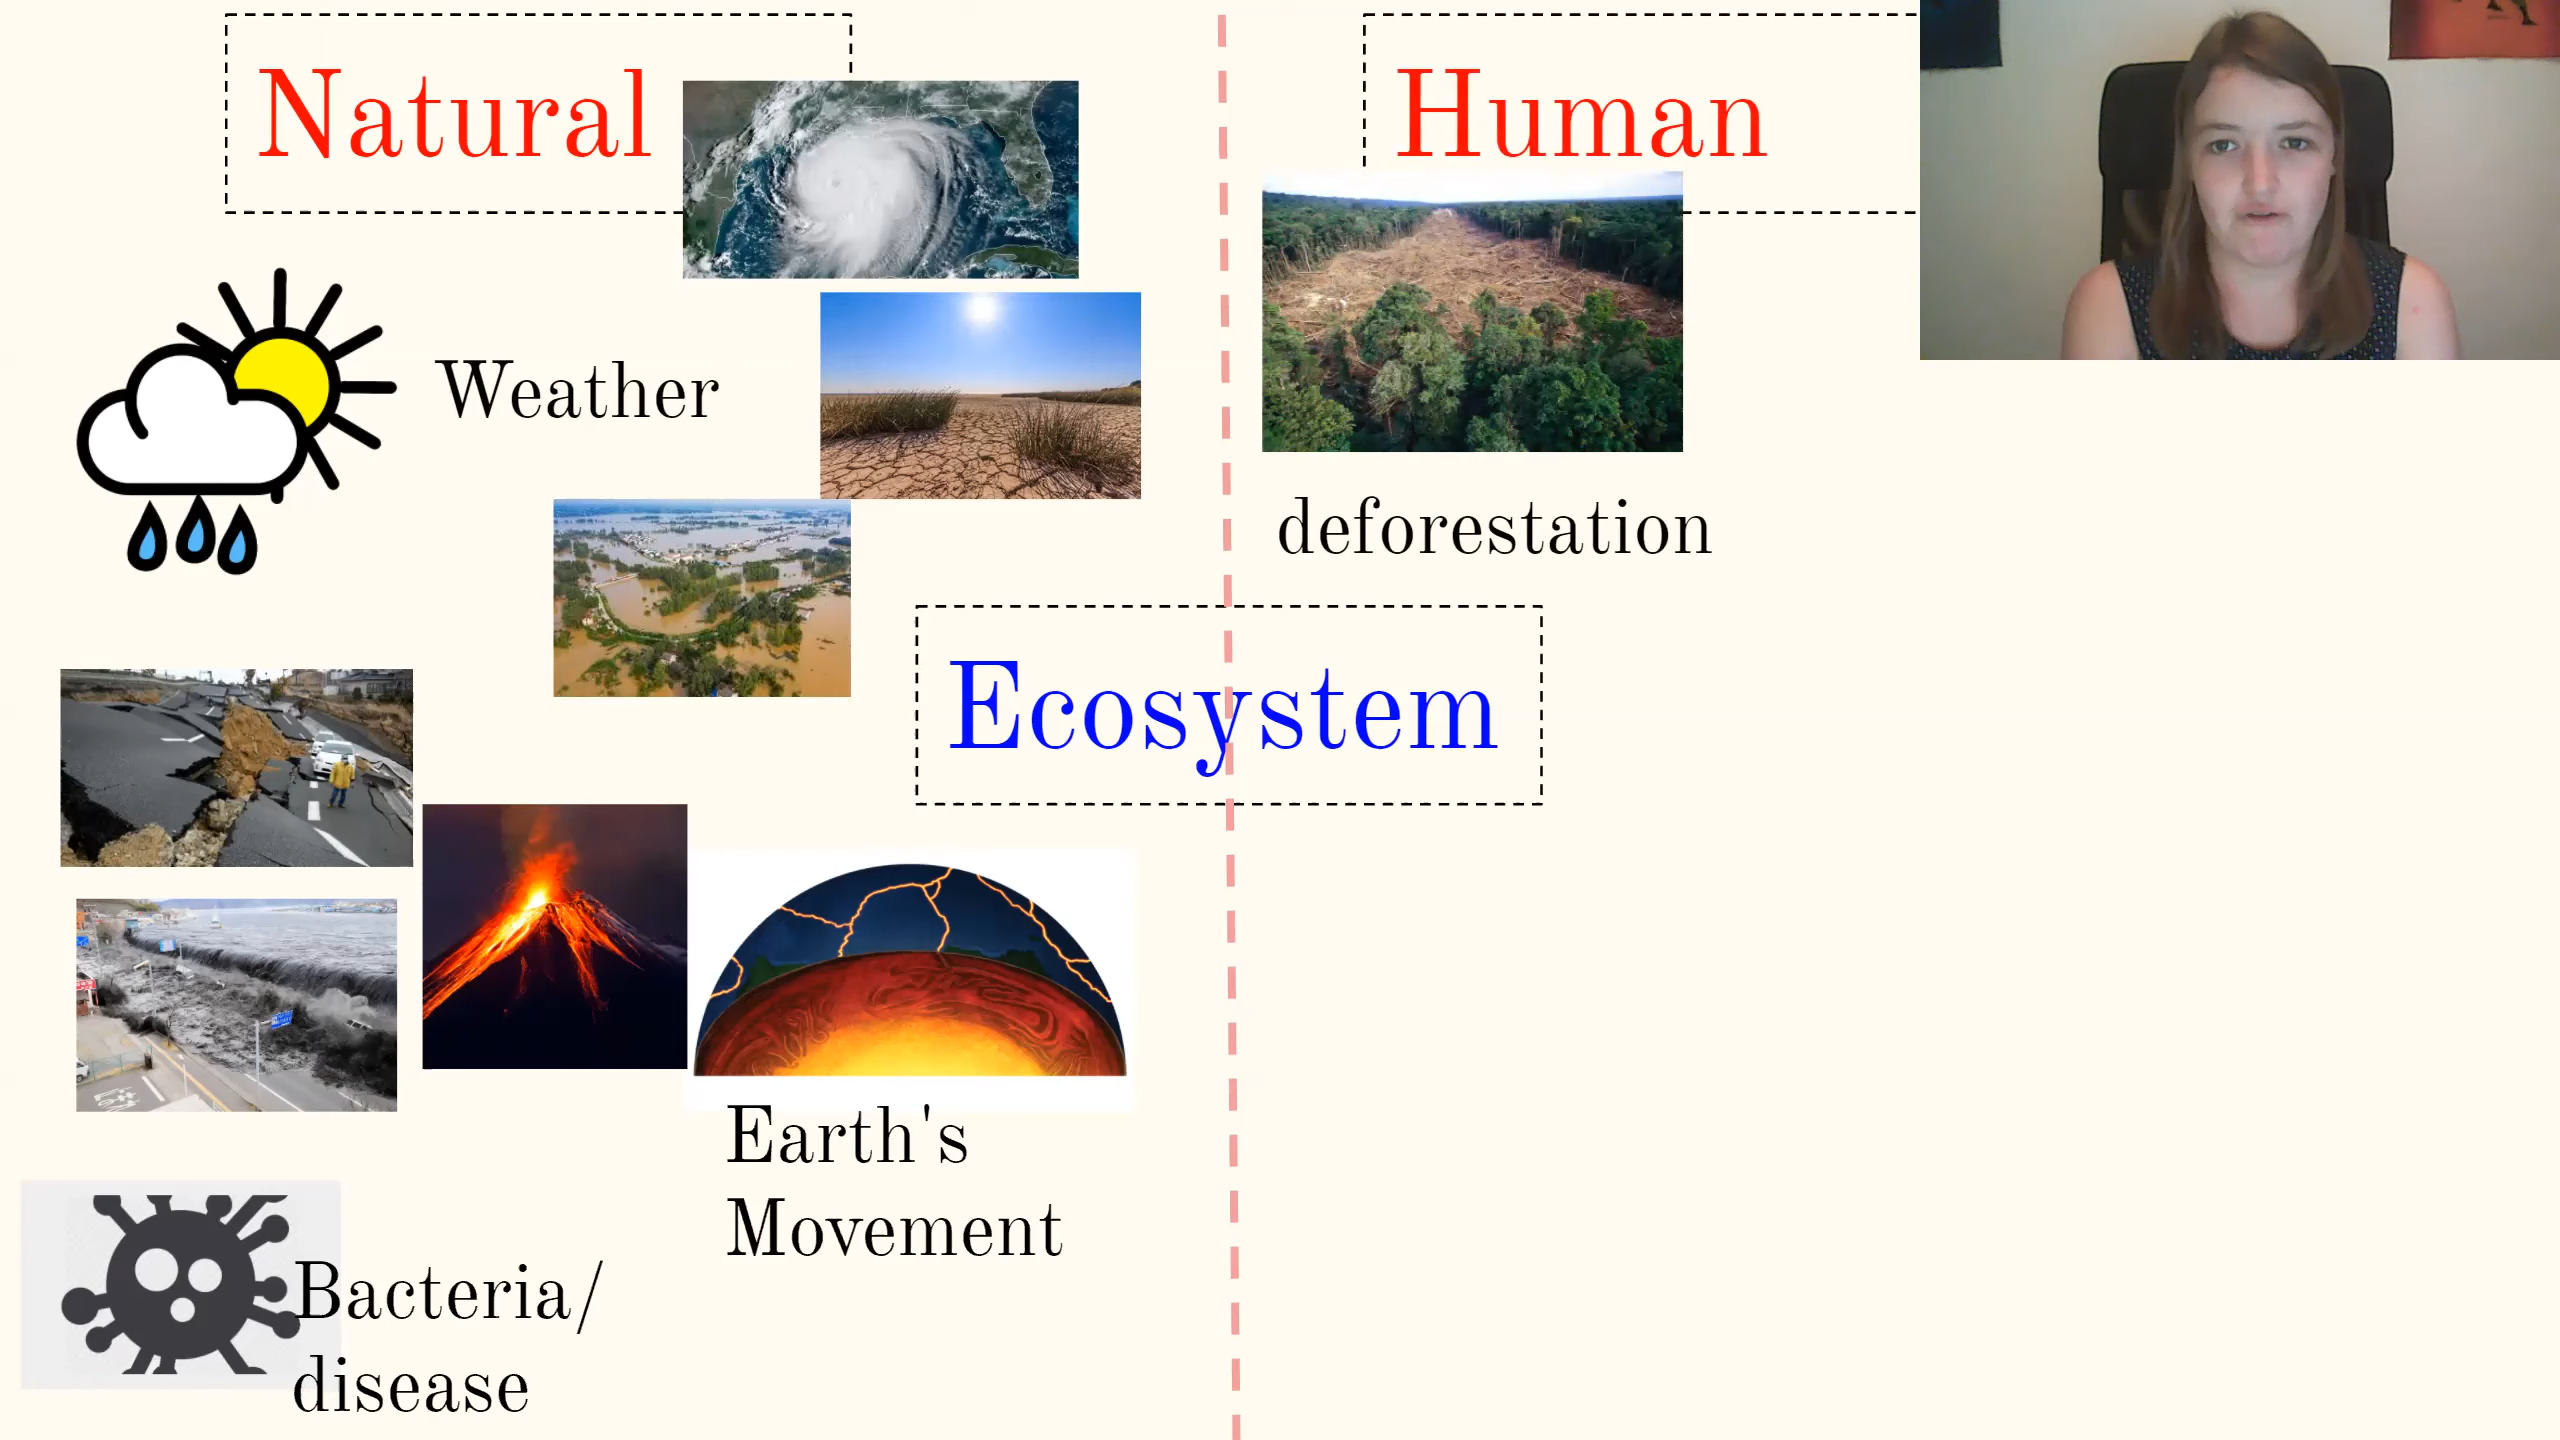 Natural
Human
Weather
deforestation
Ecosystem
Earth's
Movement
Bacteria/
disease